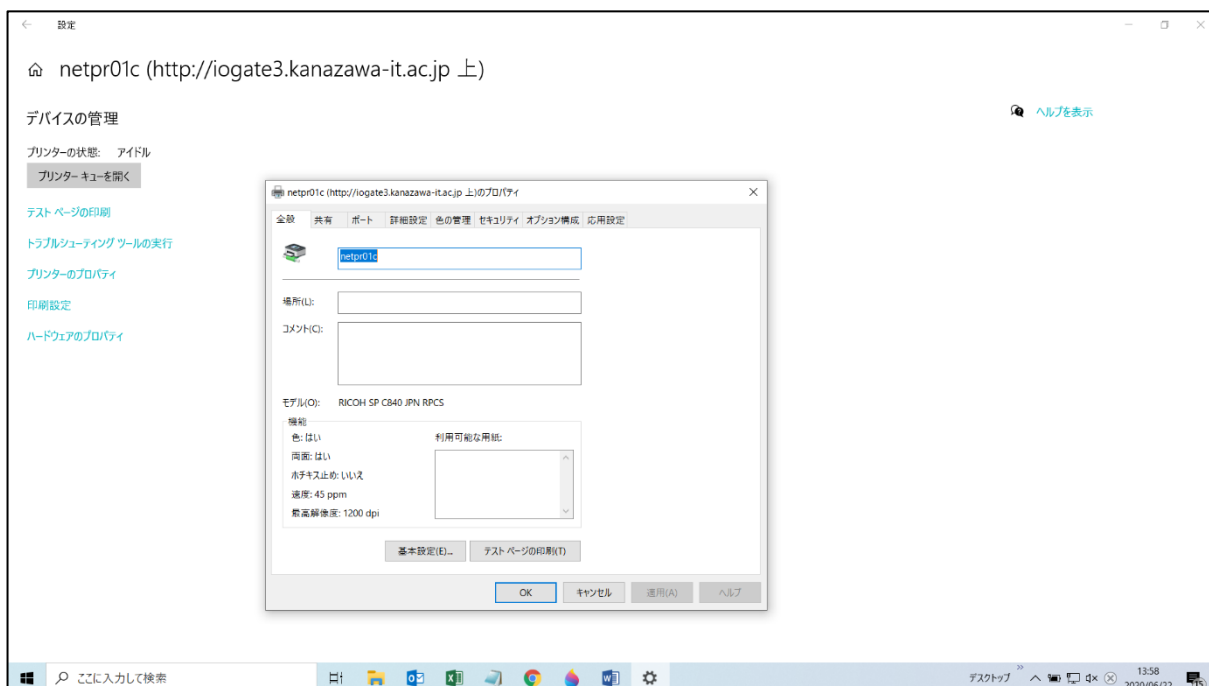 設定
netpr01c (http://iogate3.kanazawa-it.ac.jp 上)
デバイスの管理
ヘルプを表示
プリンターの状態: アイドル
プリンター キューを開く
テスト ページの印刷
トラブルシューティング ツールの実行
プリンターのプロパティ
印刷設定
ハードウェアのプロパティ
netpr01c (http://iogate3.kanazawa-it.ac.jp 上)のプロパティ
全般 共有 ポート 詳細設定 色の管理 セキュリティ オプション構成 応用設定
netpr01c
場所(L):
コメント(C):
モデル(O): RICOH SP C840 JPN RPCS
機能
色: はい 利用可能な用紙:
両面: はい
ホチキス止め: いいえ
速度: 45 ppm
最高解像度: 1200 dpi
基本設定(E)... テスト ページの印刷(T)
OK キャンセル 適用(A) ヘルプ
ここに入力して検索
デスクトップ
13:58
2020/06/22